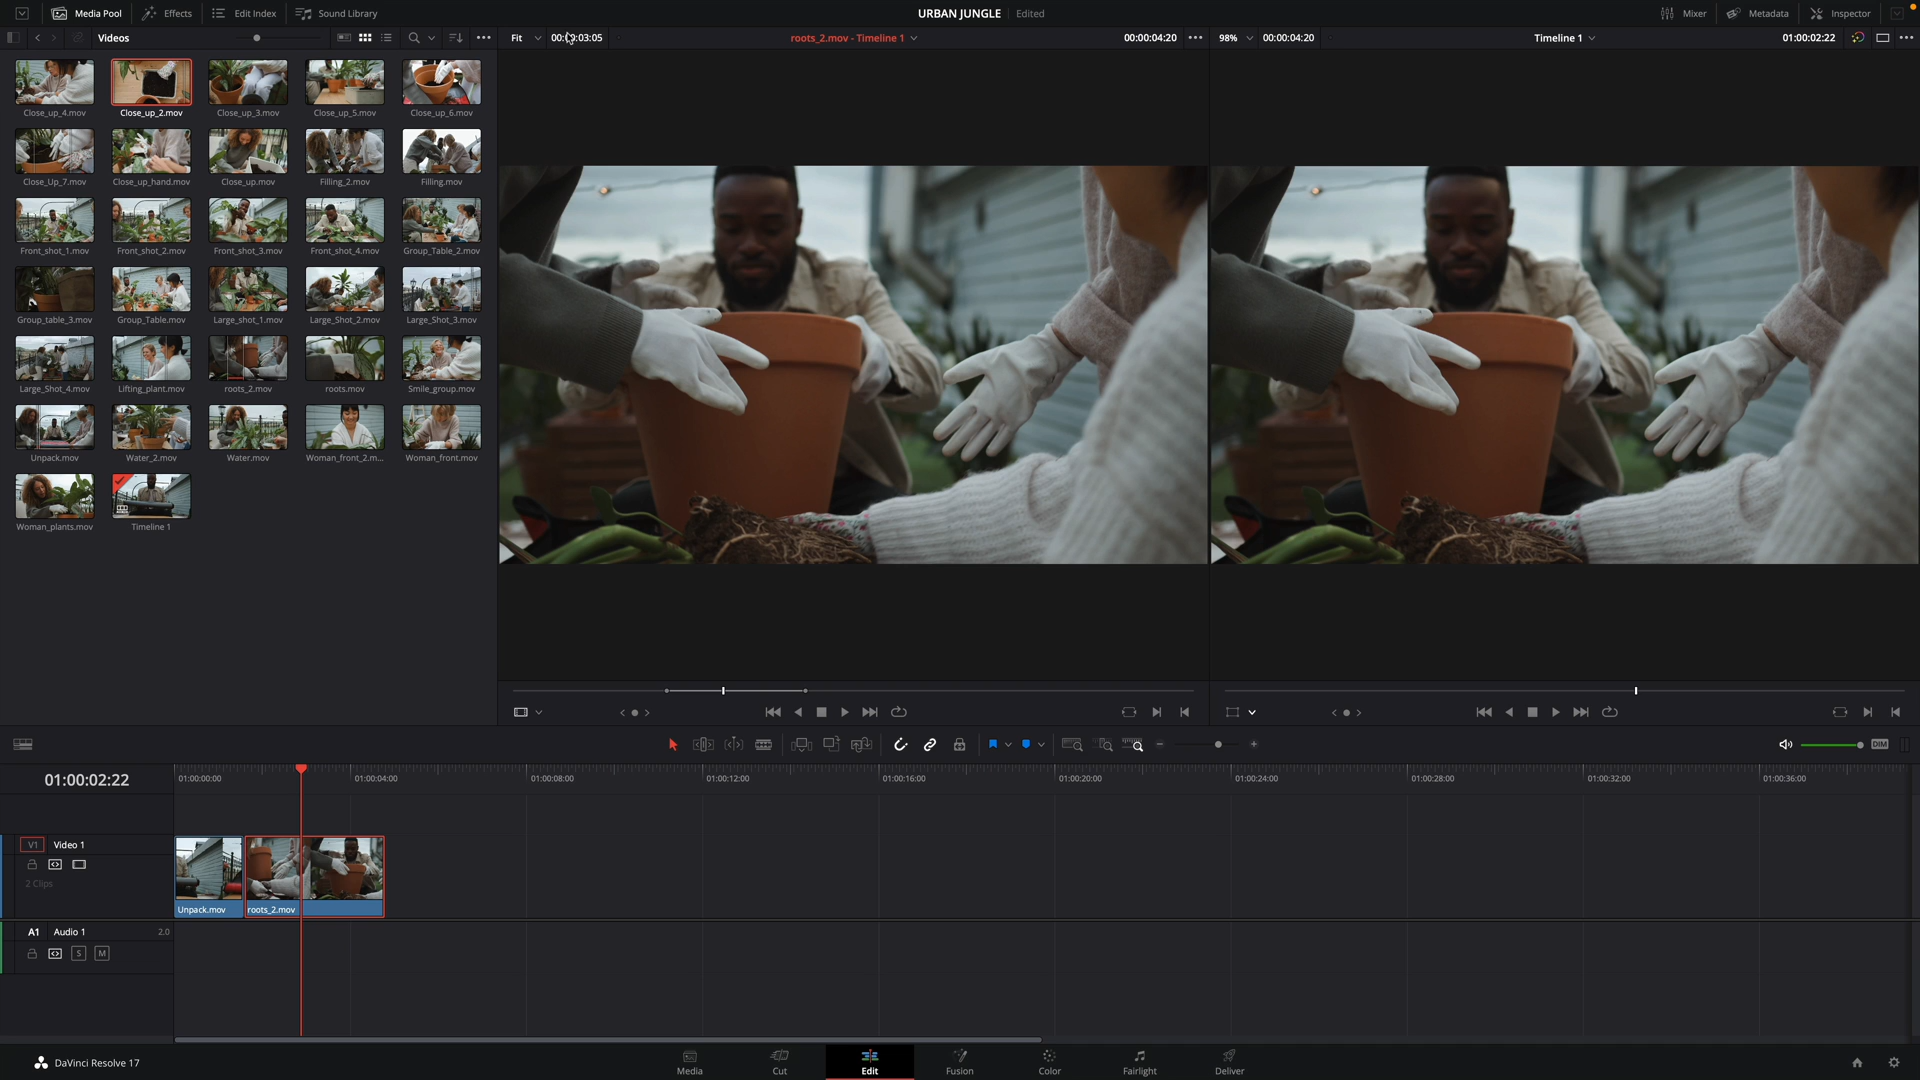 Media Pool Effects Edit Index Sound Library URBAN JUNGLE Edited Mixer Metadata Inspector
Videos Fit 00:00:03:05 roots_2.mov - Timeline 1 00:00:04:20 98% 00:00:04:20 Timeline 1 01:00:02:22
Close_up_4.mov Close_up_2.mov Close_up_3.mov Close_up_5.mov Close_up_6.mov
Close_Up_7.mov Close_up_hand.mov Close_up.mov Filling_2.mov Filling.mov
Front_shot_1.mov Front_shot_2.mov Front_shot_3.mov Front_shot_4.mov Group_Table_2.mov
Group_table_3.mov Group_Table.mov Large_shot_1.mov Large_Shot_2.mov Large_Shot_3.mov
Large_Shot_4.mov Lifting_plant.mov roots_2.mov roots.mov Smile_group.mov
Unpack.mov Water_2.mov Water.mov Woman_front_2.m... Woman_front.mov
Woman_plants.mov Timeline 1
DIM
01:00:02:22 01:00:00:00 01:00:04:00 01:00:08:00 01:00:12:00 01:00:16:00 01:00:20:00 01:00:24:00 01:00:28:00 01:00:32:00 01:00:36:00
V1 Video 1
2 Clips
Unpack.mov roots_2.mov
A1 Audio 1 2.0
S M
DaVinci Resolve 17 Media Cut Edit Fusion Color Fairlight Deliver